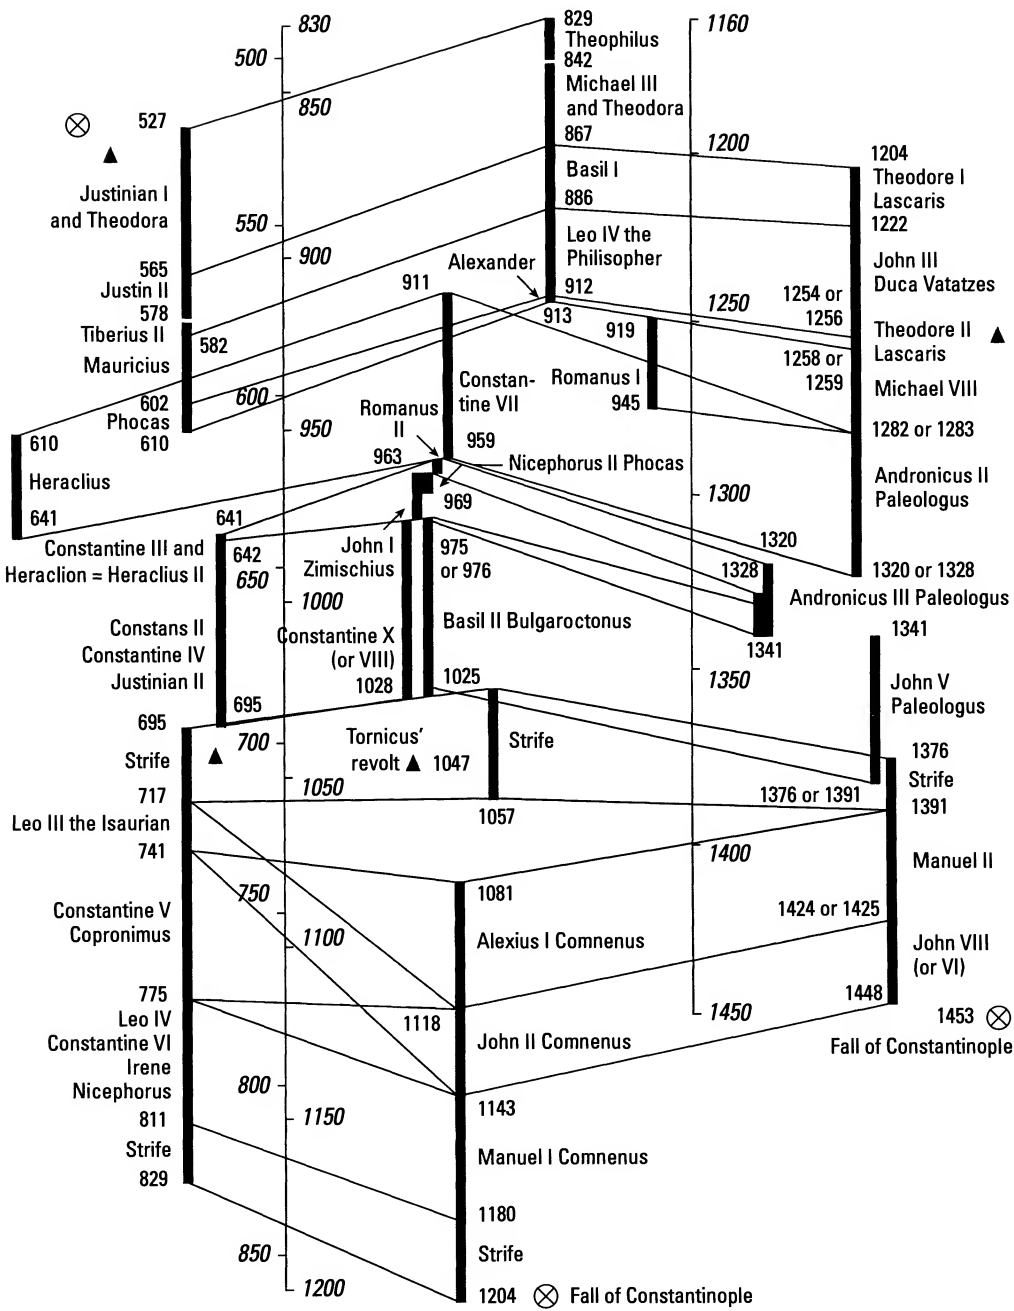 830
829
1160
Theophilus
500
842
Michael III
and Theodora
850
527
867
1200
1204
Theodore I
Lascaris
Basil I
Justinian I
and Theodora
886
1222
550
900
Leo IV the
Philisopher
John III
Duca Vatatzes
Alexander
565
Justin II
911
912
1254 or
1256
578
1250
913
919
Tiberius II
582
Theodore II
Lascaris
1258 or
1259
Mauricius
Constan-
tine VII
Romanus I
Michael VIII
602
600
945
Romanus
II
Phocas
610
950
1282 or 1283
610
959
963
Nicephorus II Phocas
Heraclius
Andronicus II
Paleologus
1300
969
641
641
Constantine III and
Heraclion = Heraclius II
642
650
John I
Zimischius
975
or 976
1320
1328
1320 or 1328
Andronicus III Paleologus
1000
Constans II
Constantine IV
Justinian II
Constantine X
(or VIII)
Basil II Bulgaroctonus
1341
1341
1028
1025
1350
John V
Paleologus
695
695
Strife
700
Tornicus’
revolt
1047
Strife
1376
Strife
717
1050
1376 or 1391
1391
1057
Leo III the Isaurian
741
1400
Manuel II
750
1081
Constantine V
Copronimus
1424 or 1425
1100
Alexius I Comnenus
John VIII
(or VI)
775
1448
1118
1450
1453
Fall of Constantinople
Leo IV
Constantine VI
Irene
Nicephorus
John II Comnenus
800
1143
811
1150
Strife
Manuel I Comnenus
829
1180
850
Strife
1200
1204
Fall of Constantinople